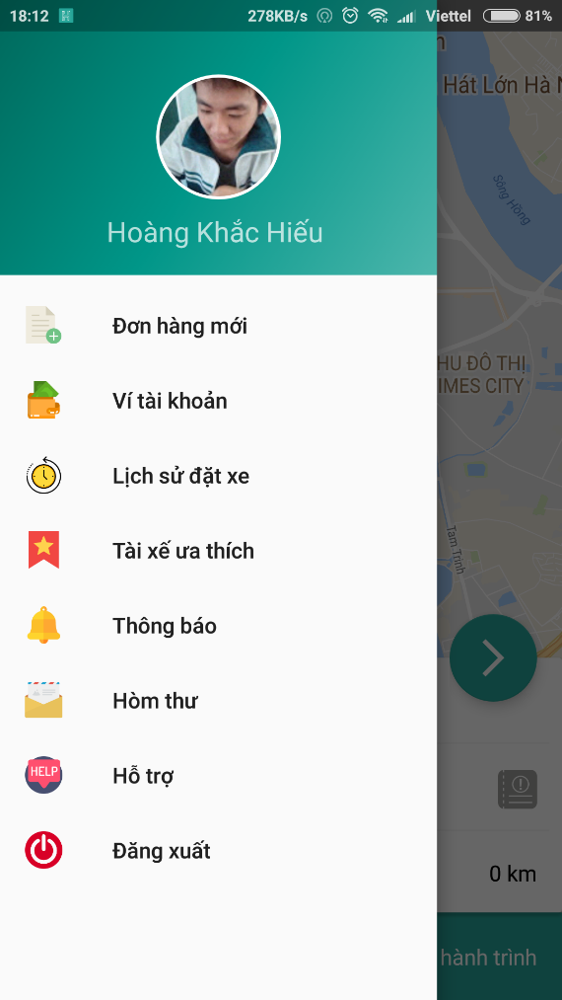 18:12 278KB/s Viettel 81%
Hát Lớn Hà N
Hoàng Khắc Hiếu
Sông Hồng
Đơn hàng mới
HU ĐÔ THỊ
IMES CITY
Ví tài khoản
Lịch sử đặt xe
Tam Trinh
Tài xế ưa thích
Thông báo
Hòm thư
HELP
Hỗ trợ
Đăng xuất
0 km
hành trình